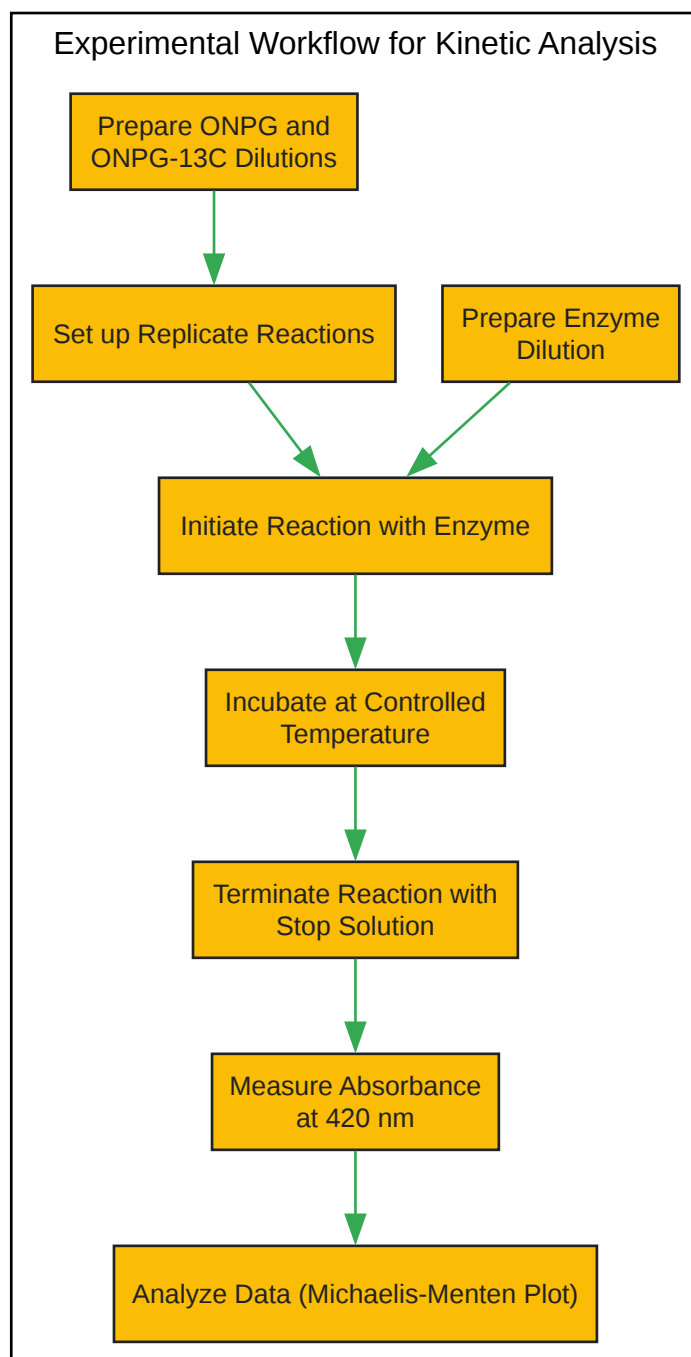 Experimental Workflow for Kinetic Analysis
Prepare ONPG and
ONPG-13C Dilutions
Set up Replicate Reactions
Prepare Enzyme
Dilution
Initiate Reaction with Enzyme
Incubate at Controlled
Temperature
Terminate Reaction with
Stop Solution
Measure Absorbance
at 420 nm
Analyze Data (Michaelis-Menten Plot)